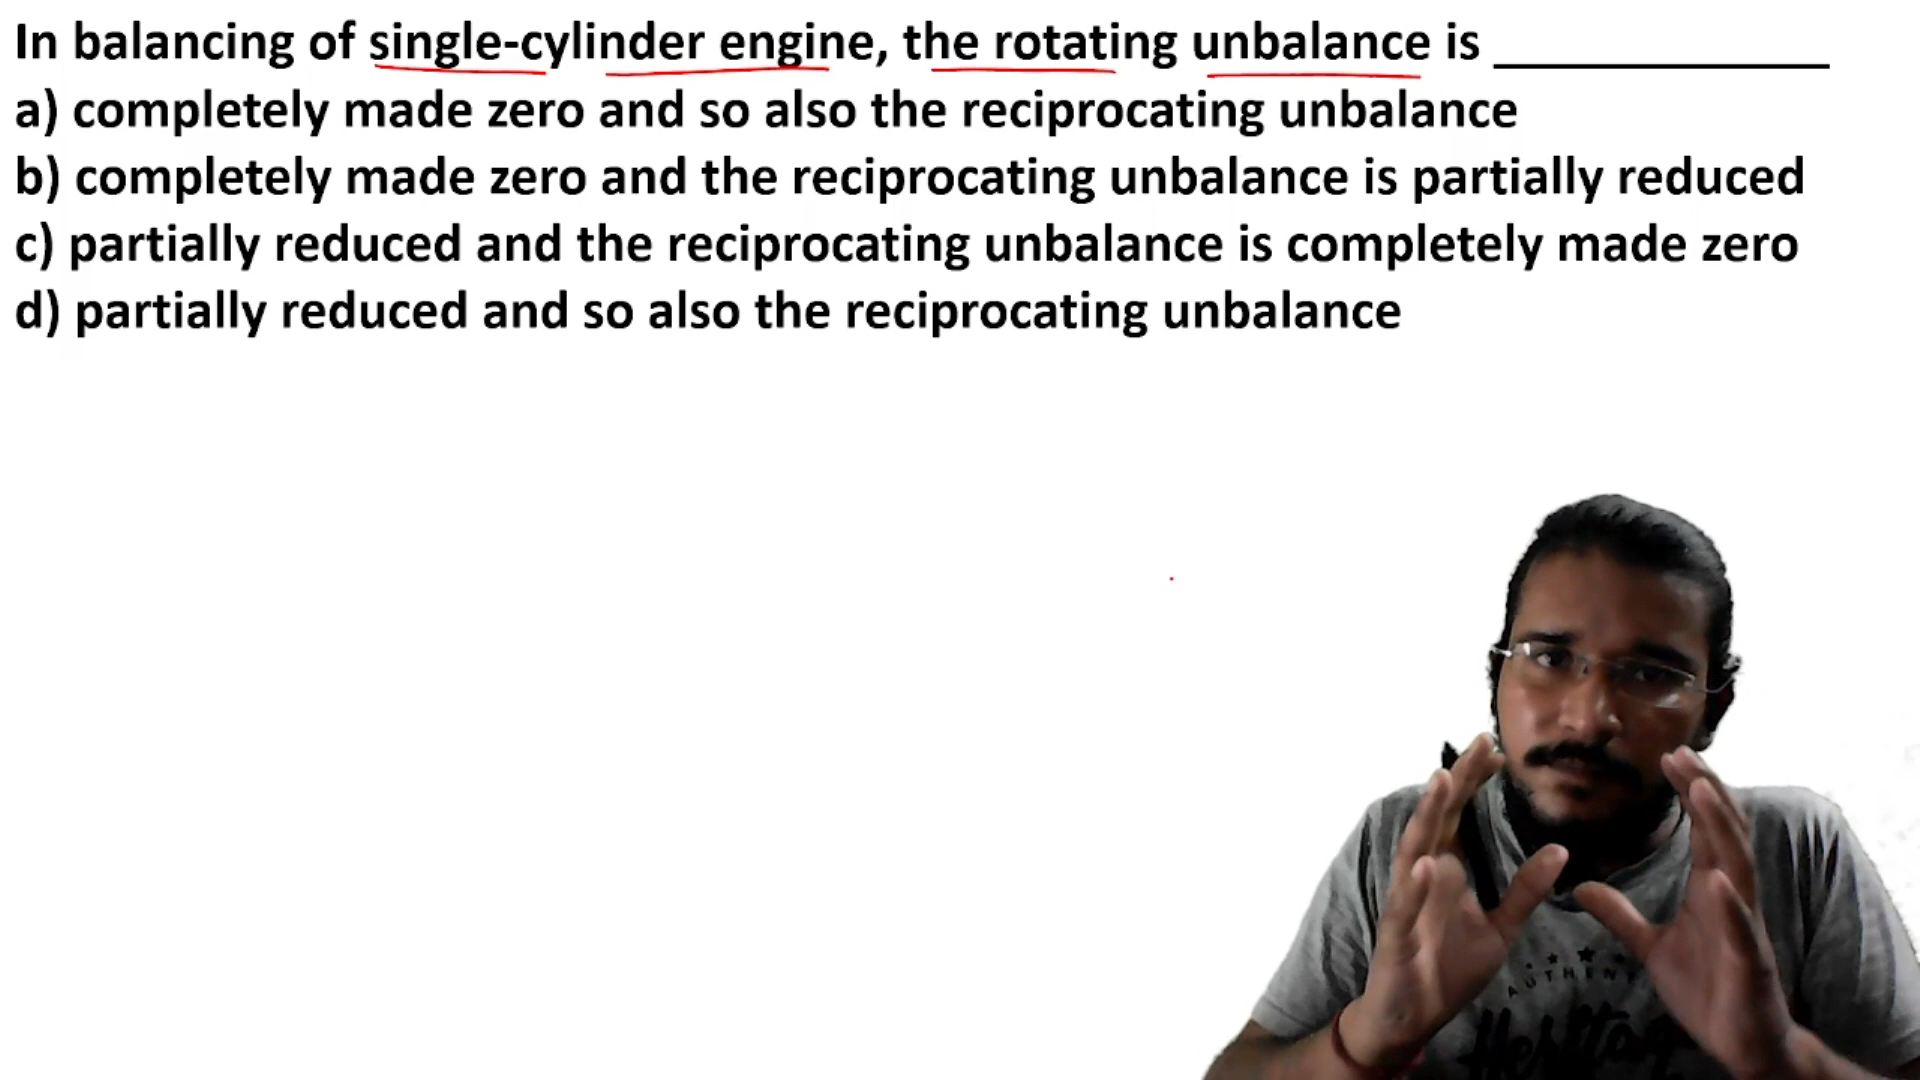 In balancing of single-cylinder engine, the rotating unbalance is ______________
a) completely made zero and so also the reciprocating unbalance
b) completely made zero and the reciprocating unbalance is partially reduced
c) partially reduced and the reciprocating unbalance is completely made zero
d) partially reduced and so also the reciprocating unbalance